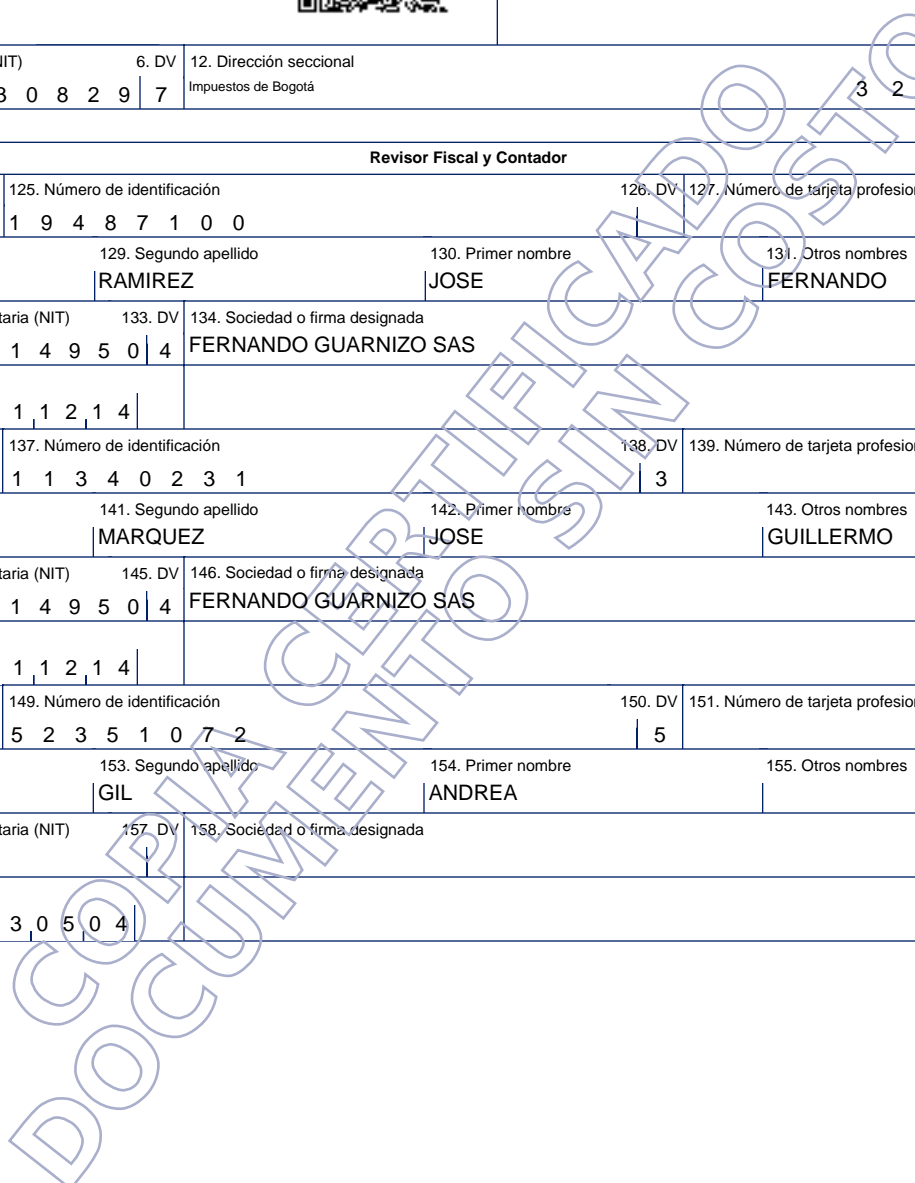 NIT) 6. DV 12. Dirección seccional
3 0 8 2 9 7 Impuestos de Bogotá 3 2
Revisor Fiscal y Contador
125. Número de identificación 126. DV 127. Número de tarjeta profesion
1 9 4 8 7 1 0 0
129. Segundo apellido 130. Primer nombre 131. Otros nombres
RAMIREZ JOSE FERNANDO
taria (NIT) 133. DV 134. Sociedad o firma designada
1 4 9 5 0 4 FERNANDO GUARNIZO SAS
1 1 2 1 4
137. Número de identificación 138. DV 139. Número de tarjeta profesion
1 1 3 4 0 2 3 1 3
141. Segundo apellido 142. Primer nombre 143. Otros nombres
MARQUEZ JOSE GUILLERMO
taria (NIT) 145. DV 146. Sociedad o firma designada
1 4 9 5 0 4 FERNANDO GUARNIZO SAS
1 1 2 1 4
149. Número de identificación 150. DV 151. Número de tarjeta profesion
5 2 3 5 1 0 7 2 5
153. Segundo apellido 154. Primer nombre 155. Otros nombres
GIL ANDREA
taria (NIT) 157. DV 158. Sociedad o firma designada
3 0 5 0 4
COPIA CERTIFICADO
DOCUMENTO SIN COSTO